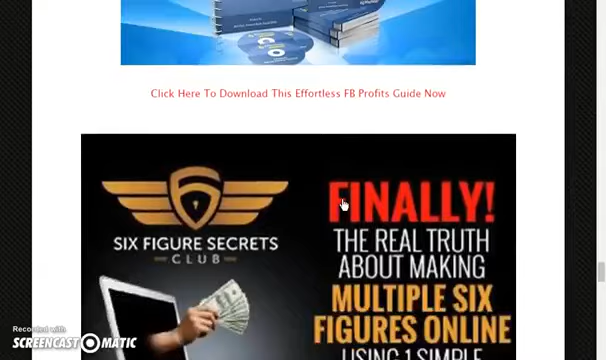 Click Here To Download This Effortless FB Profits Guide Now
6
SIX FIGURE SECRETS
CLUB
FINALLY!
THE REAL TRUTH
ABOUT MAKING
MULTIPLE SIX
FIGURES ONLINE
USING 1 SIMPLE
Recorded with
SCREENCAST-O-MATIC